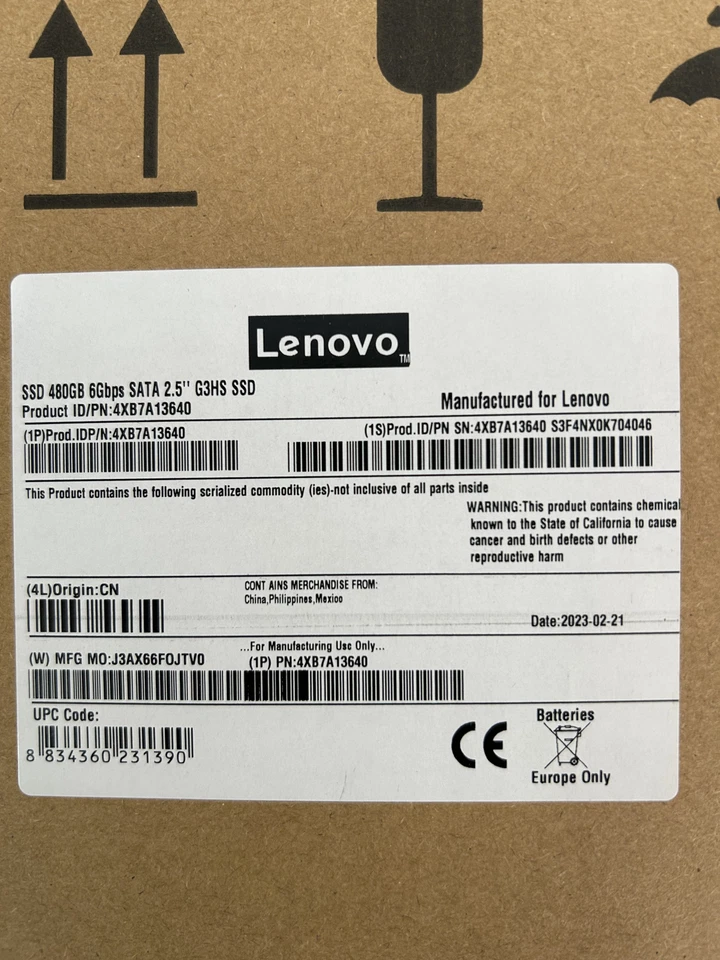 Lenovo TM
SSD 480GB 6Gbps SATA 2.5'' G3HS SSD
Product ID/PN:4XB7A13640
Manufactured for Lenovo
(1P)Prod.IDP/N:4XB7A13640
(1S)Prod.ID/PN SN:4XB7A13640 S3F4NX0K704046
This Product contains the following scrialized commodity (ies)-not inclusive of all parts inside
WARNING:This product contains chemical
known to the State of California to cause
cancer and birth defects or other
reproductive harm
(4L)Origin:CN
CONT AINS MERCHANDISE FROM:
China,Philippines,Mexico
Date:2023-02-21
...For Manufacturing Usc Only...
(W) MFG MO:J3AX66FOJTV0
(1P) PN:4XB7A13640
UPC Code:
8 834360 231390
CE
Batteries
Europe Only